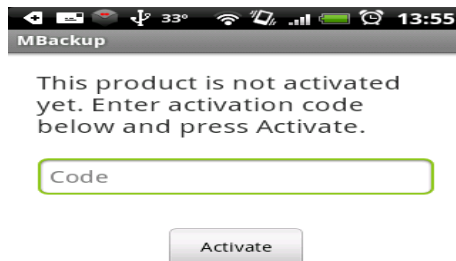 33° 13:55
MBackup
This product is not activated
yet. Enter activation code
below and press Activate.
Code
Activate